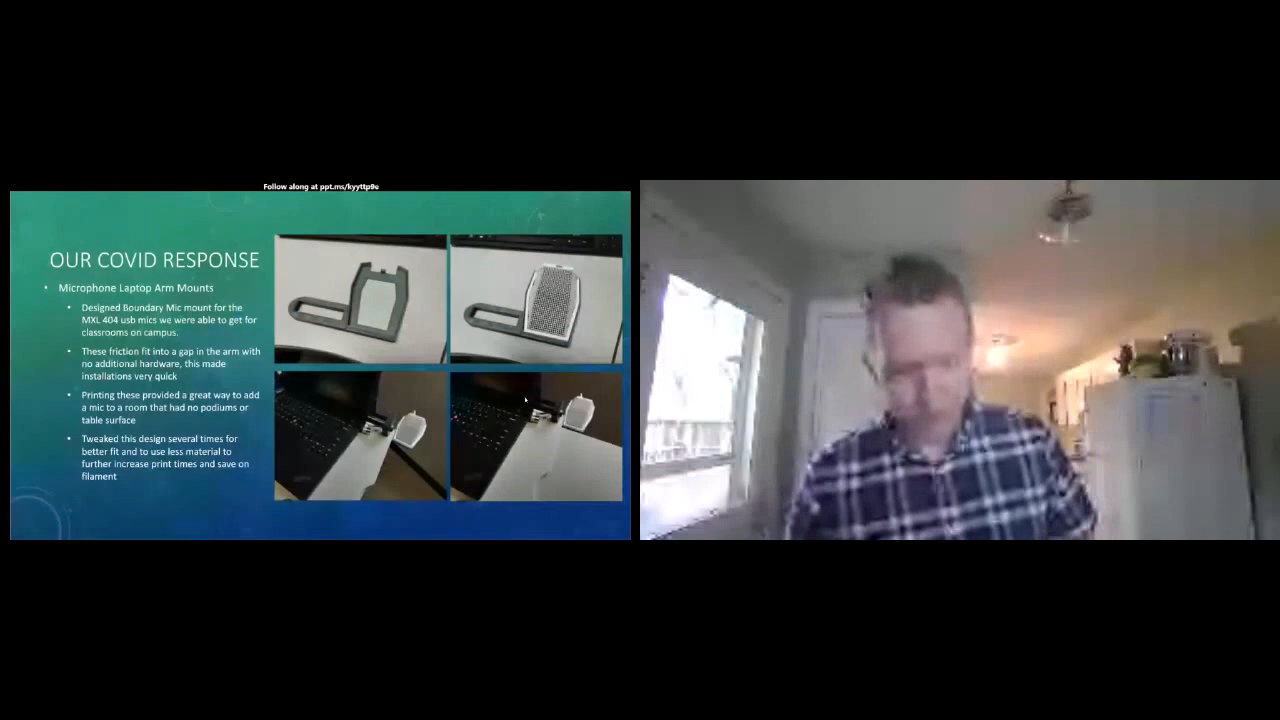 Follow along at ppt.ms/kyyttp9e
OUR COVID RESPONSE
• Microphone Laptop Arm Mounts
• Designed Boundary Mic mount for the
MXL 404 usb mics we were able to get for
classrooms on campus.
• These friction fit into a gap in the arm with
no additional hardware, this made
installations very quick
• Printing these provided a great way to add
a mic to a room that had no podiums or
table surface
• Tweaked this design several times for
better fit and to use less material to
further increase print times and save on
filament